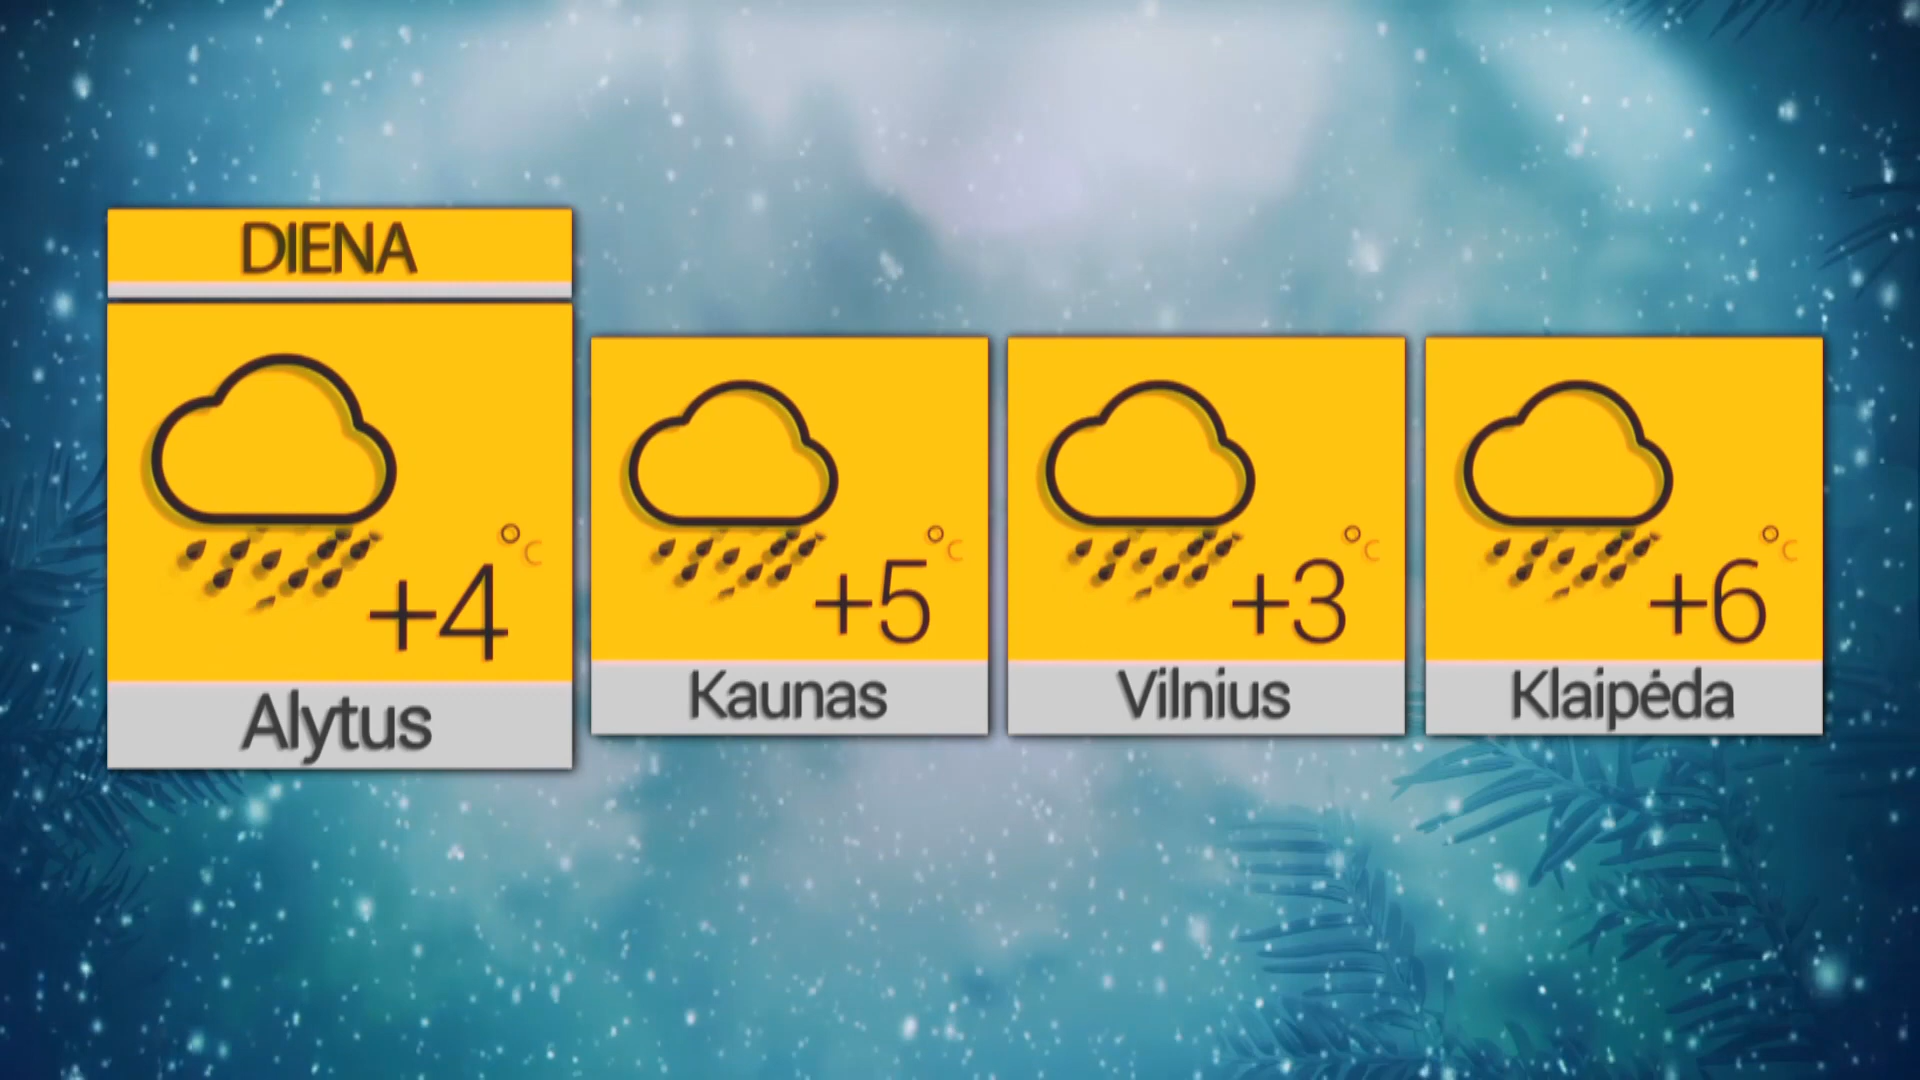 DIENA
+4 °C
Alytus
+5 °C
Kaunas
+3 °C
Vilnius
+6 °C
Klaipėda